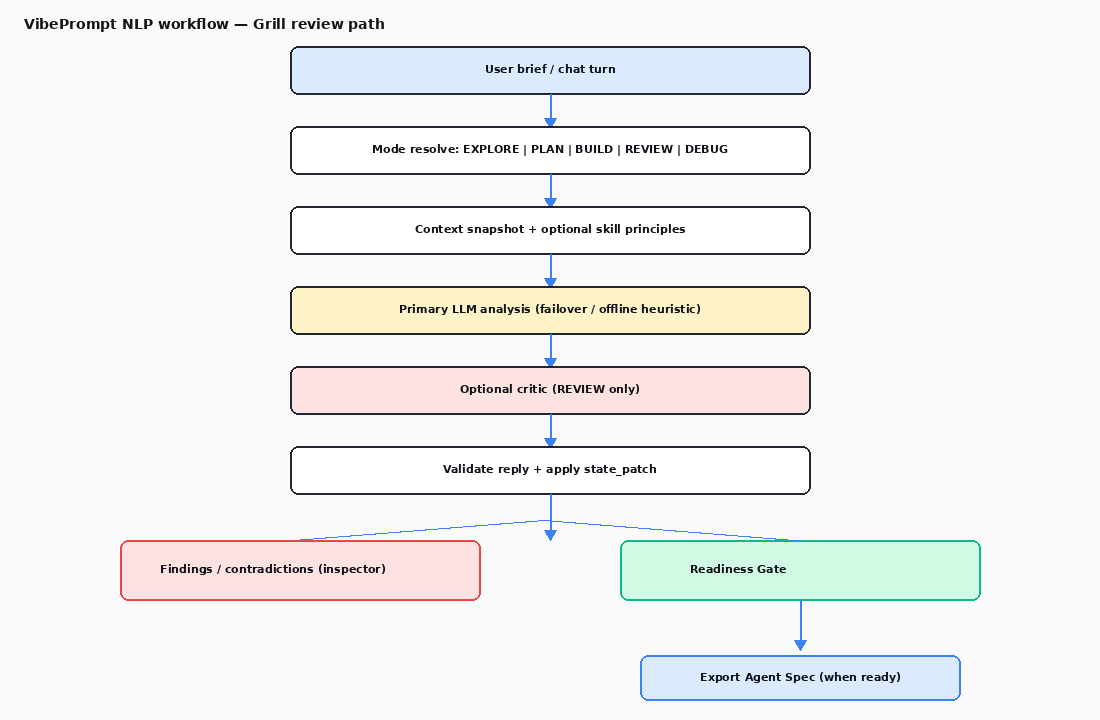 VibePrompt NLP workflow — Grill review path
User brief / chat turn
Mode resolve: EXPLORE | PLAN | BUILD | REVIEW | DEBUG
Context snapshot + optional skill principles
Primary LLM analysis (failover / offline heuristic)
Optional critic (REVIEW only)
Validate reply + apply state_patch
Findings / contradictions (inspector)
Readiness Gate
Export Agent Spec (when ready)